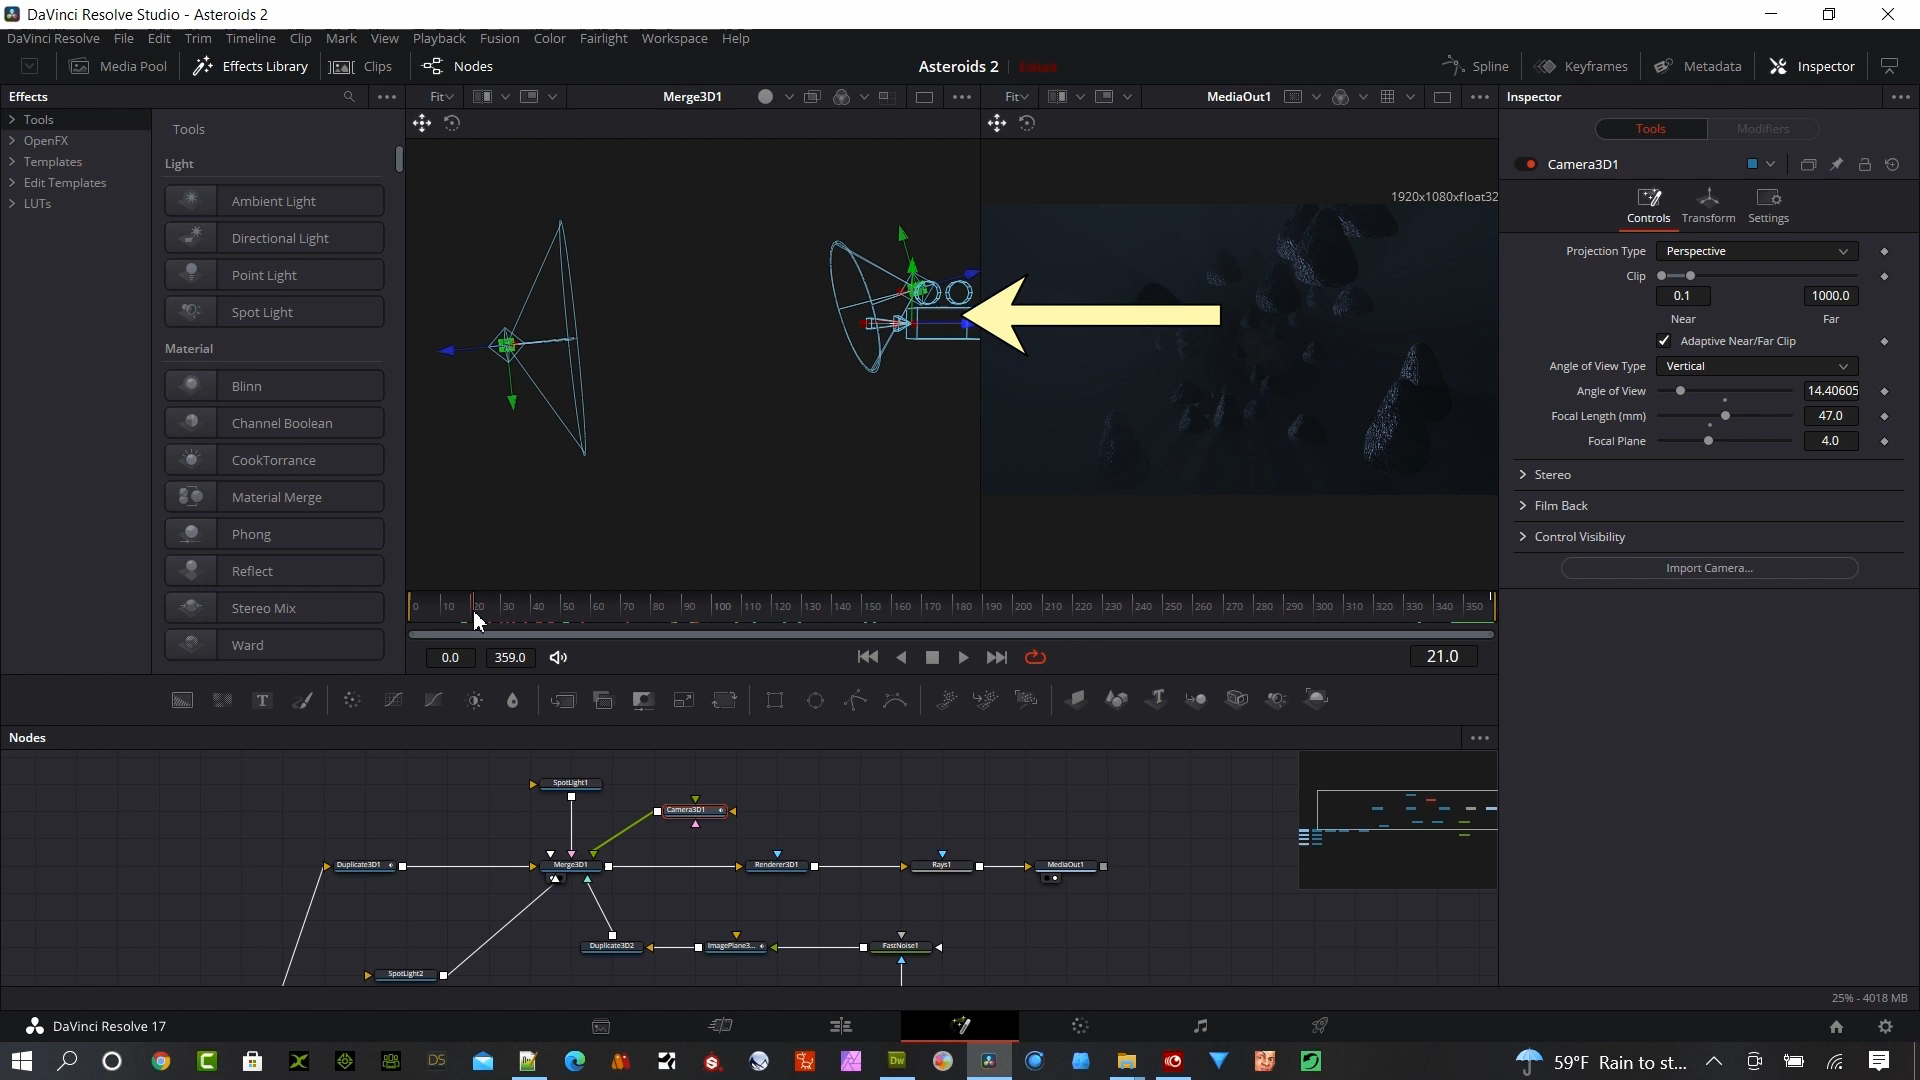 DaVinci Resolve Studio - Asteroids 2
DaVinci Resolve File Edit Trim Timeline Clip Mark View Playback Fusion Color Fairlight Workspace Help
Media Pool Effects Library Clips Nodes Asteroids 2 Edited Spline Keyframes Metadata Inspector
Effects Fit Merge3D1 Fit MediaOut1 Inspector
Tools
OpenFX
Templates
Edit Templates
LUTs
Tools
Light
Ambient Light
Directional Light
Point Light
Spot Light
Material
Blinn
Channel Boolean
CookTorrance
Material Merge
Phong
Reflect
Stereo Mix
Ward
1920x1080xfloat32
Tools Modifiers
Camera3D1
Controls Transform Settings
Projection Type Perspective
Clip
0.1 1000.0
Near Far
Adaptive Near/Far Clip
Angle of View Type Vertical
Angle of View 14.40605
Focal Length (mm) 47.0
Focal Plane 4.0
Stereo
Film Back
Control Visibility
Import Camera...
0 10 20 30 40 50 60 70 80 90 100 110 120 130 140 150 160 170 180 190 200 210 220 230 240 250 260 270 280 290 300 310 320 330 340 350
0.0 359.0 21.0
Nodes
SpotLight1
Camera3D1
Duplicate3D1 Merge3D1 Renderer3D1 Rays1 MediaOut1
Duplicate3D2 ImagePlane3... FastNoise1
SpotLight2
25% - 4018 MB
DaVinci Resolve 17
DS Dw
59°F Rain to st...